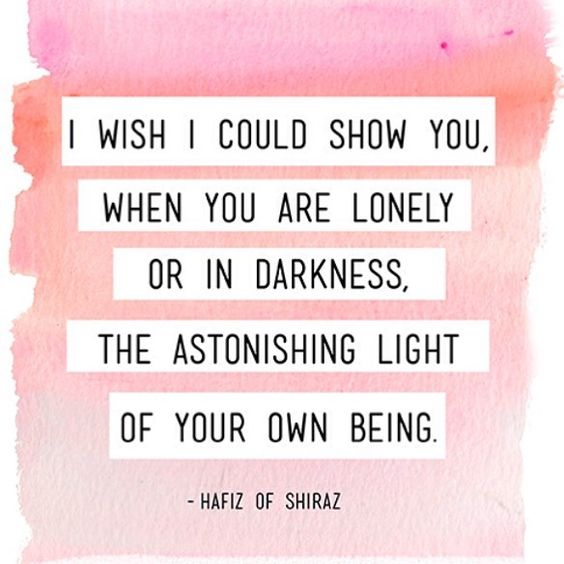 I WISH I COULD SHOW YOU,
WHEN YOU ARE LONELY
OR IN DARKNESS,
THE ASTONISHING LIGHT
OF YOUR OWN BEING.
- HAFIZ OF SHIRAZ